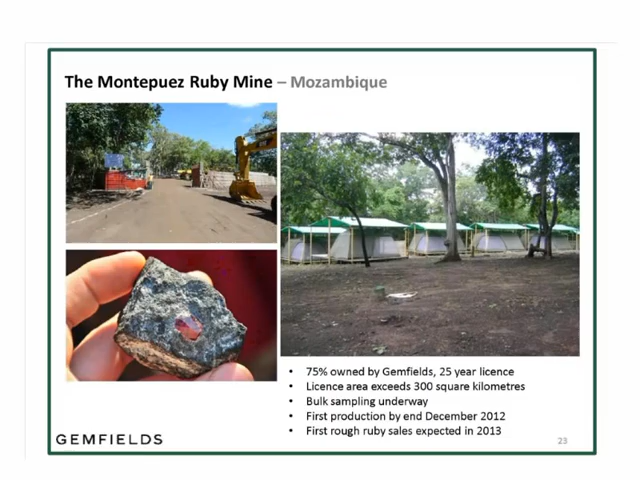 The Montepuez Ruby Mine – Mozambique
• 75% owned by Gemfields, 25 year licence
• Licence area exceeds 300 square kilometres
• Bulk sampling underway
• First production by end December 2012
• First rough ruby sales expected in 2013
GEMFIELDS
23